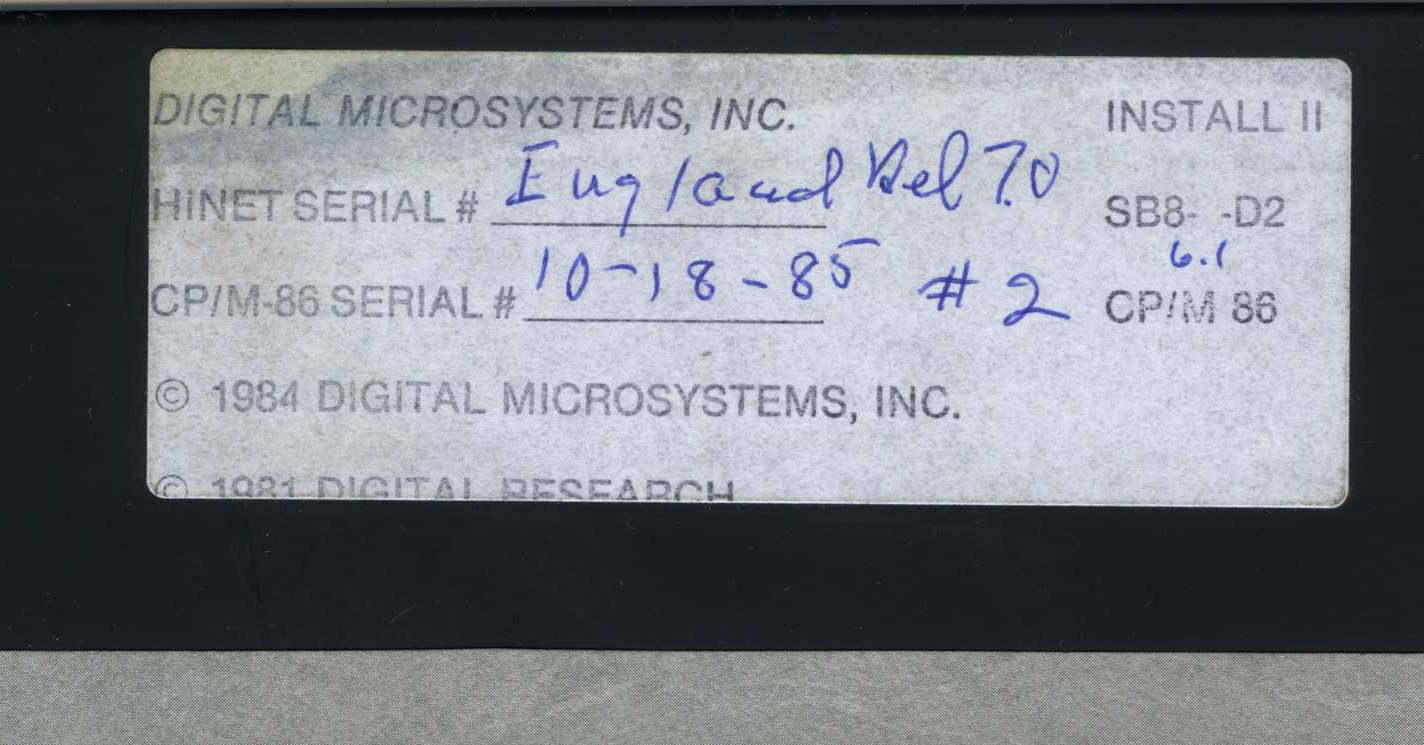 DIGITAL MICROSYSTEMS, INC. INSTALL II
HiNET SERIAL # England Rel 7.0 SB8- -D2
6.1
CP/M-86 SERIAL # 10-18-85 #2 CP/M 86
© 1984 DIGITAL MICROSYSTEMS, INC.
© 1981 DIGITAL RESEARCH